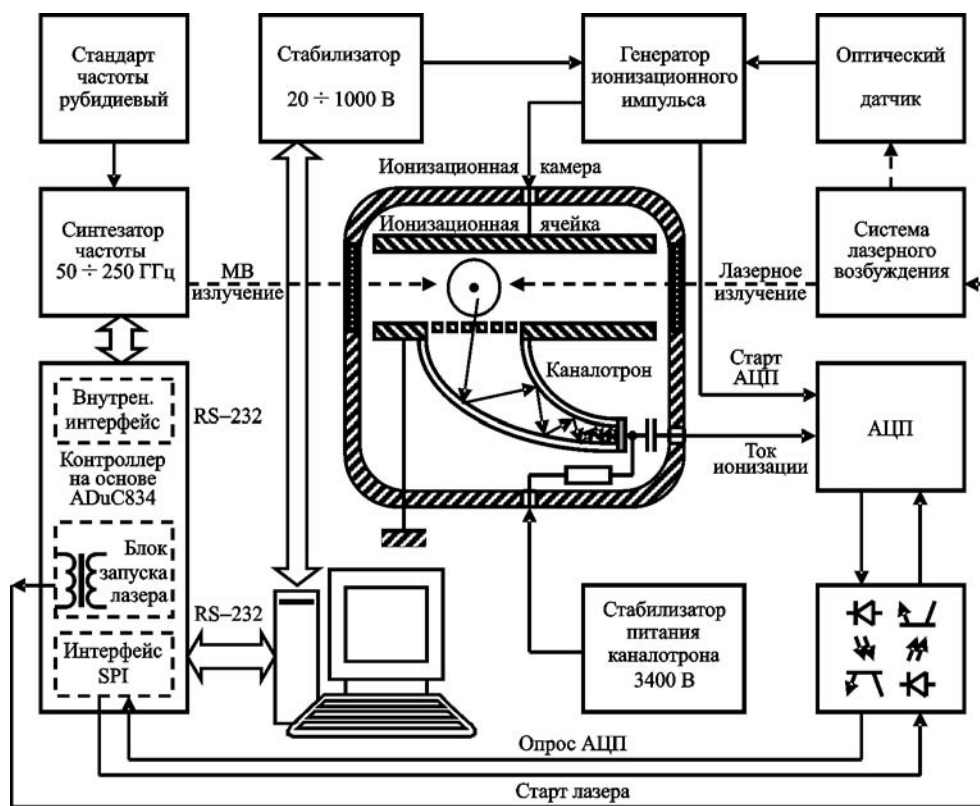 Стандарт
частоты
рубидиевый
Стабилизатор
20 ÷ 1000 В
Генератор
ионизационного
импульса
Оптический
датчик
Ионизационная камера
Синтезатор
частоты
50 ÷ 250 ГГц
Ионизационная ячейка
Система
лазерного
возбуждения
МВ
излучение
Лазерное
излучение
Каналотрон
Старт
АЦП
АЦП
Ток
ионизации
Внутрен.
интерфейс
RS–232
Контроллер
на основе
ADuC834
Блок
запуска
лазера
RS–232
Интерфейс
SPI
Стабилизатор
питания
каналотрона
3400 В
Опрос АЦП
Старт лазера